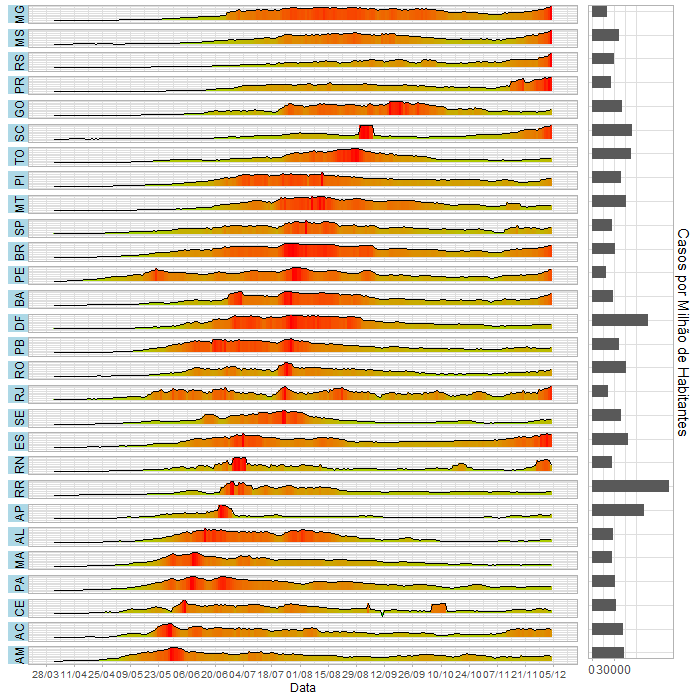 MG
MS
RS
PR
GO
SC
TO
PI
MT
SP
BR
PE
BA
DF
PB
RO
RJ
SE
ES
RN
RR
AP
AL
MA
PA
CE
AC
AM
28/03 11/04 25/04 09/05 23/05 06/06 20/06 04/07 18/07 01/08 15/08 29/08 12/09 26/09 10/10 24/10 07/11 21/11 05/12
Data
0 30000
Casos por Milhão de Habitantes